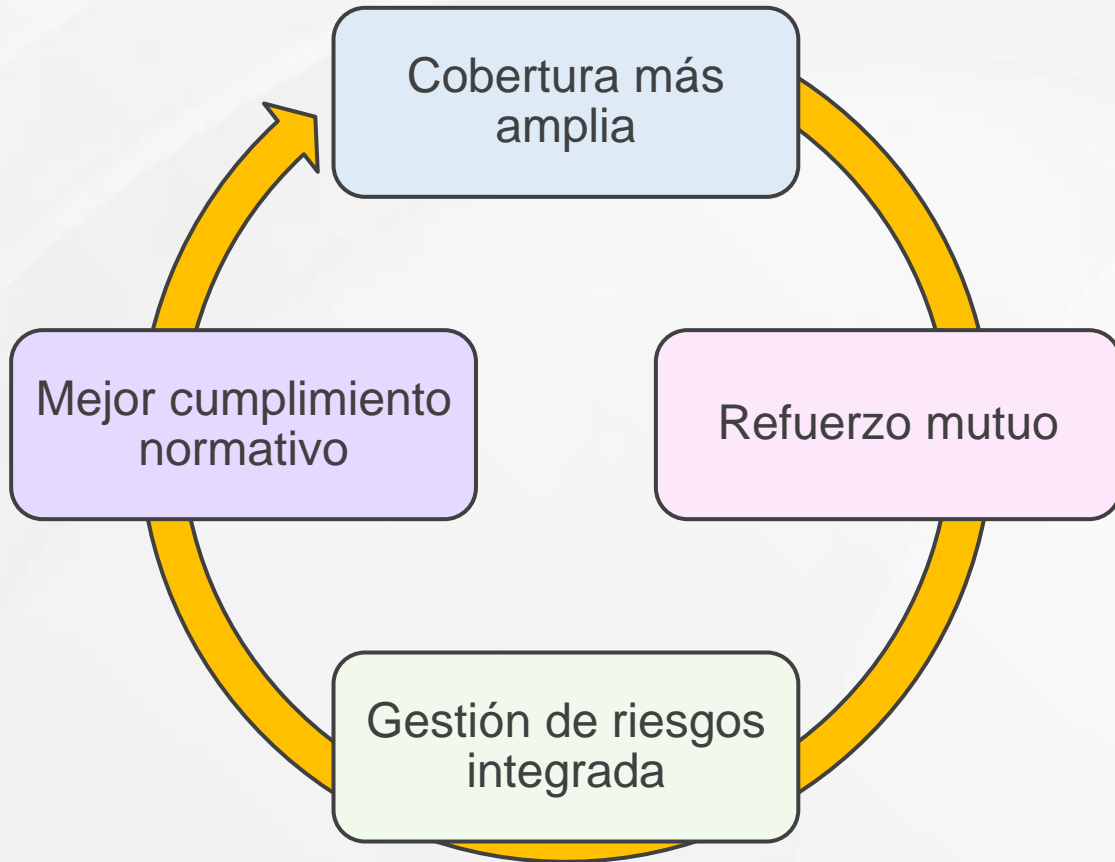 Cobertura más
amplia
Refuerzo mutuo
Gestión de riesgos
integrada
Mejor cumplimiento
normativo